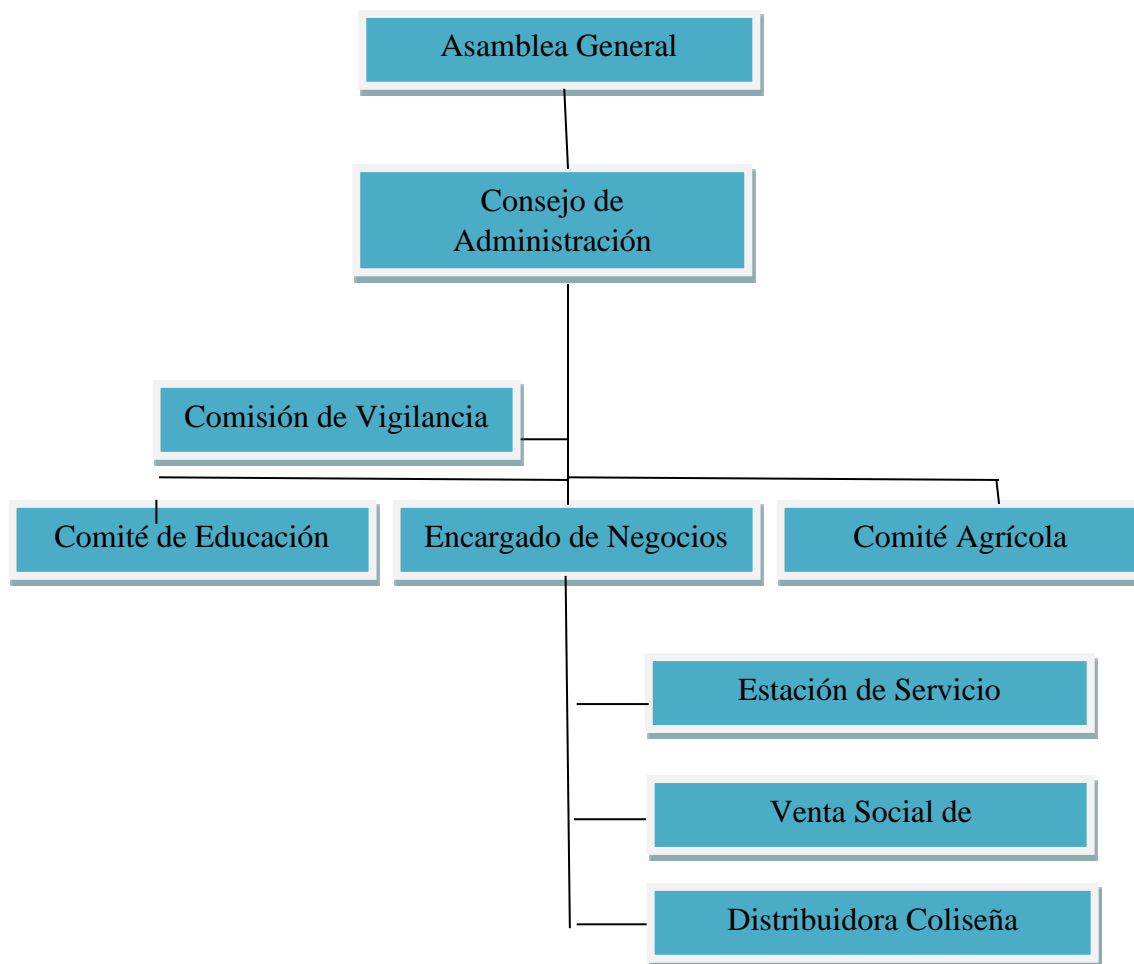 Asamblea General
Consejo de
Administración
Comisión de Vigilancia
Comité de Educación
Encargado de Negocios
Comité Agrícola
Estación de Servicio
Venta Social de
Distribuidora Coliseña